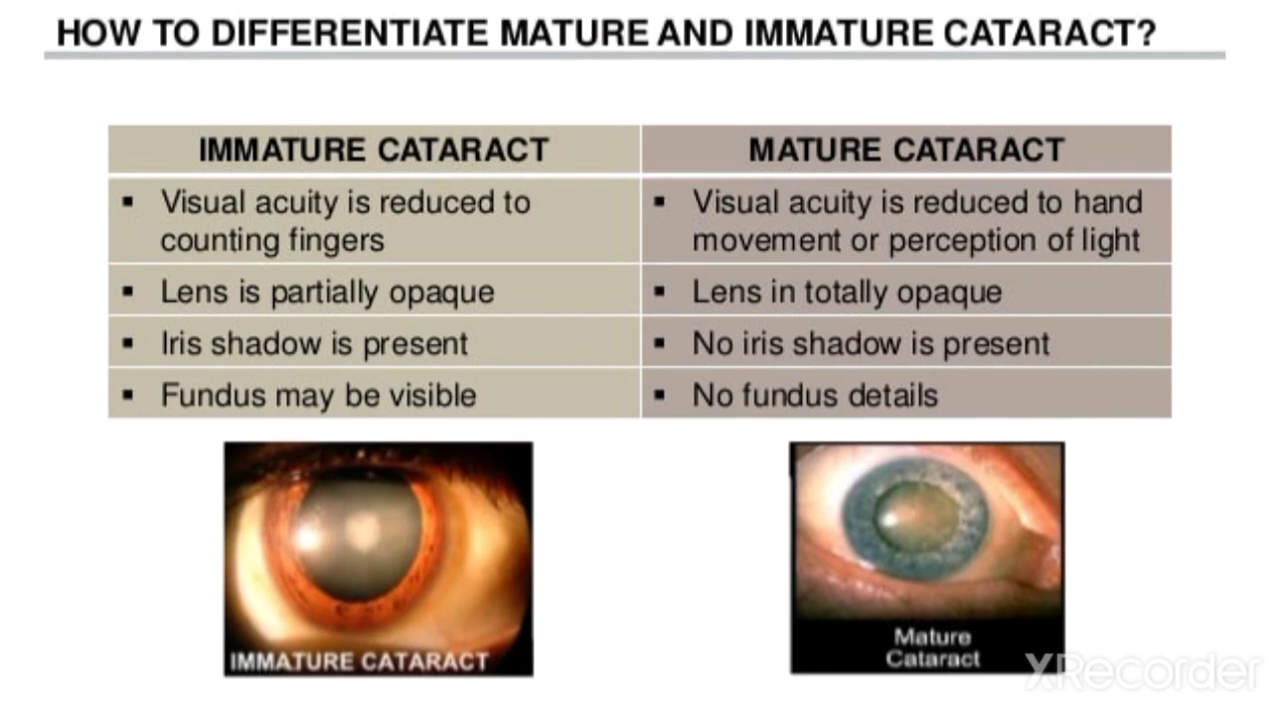 HOW TO DIFFERENTIATE MATURE AND IMMATURE CATARACT?
IMMATURE CATARACT
MATURE CATARACT
▪ Visual acuity is reduced to
counting fingers
▪ Visual acuity is reduced to hand
movement or perception of light
▪ Lens is partially opaque
▪ Lens in totally opaque
▪ Iris shadow is present
▪ No iris shadow is present
▪ Fundus may be visible
▪ No fundus details
IMMATURE CATARACT
Mature
Cataract
XRecorder